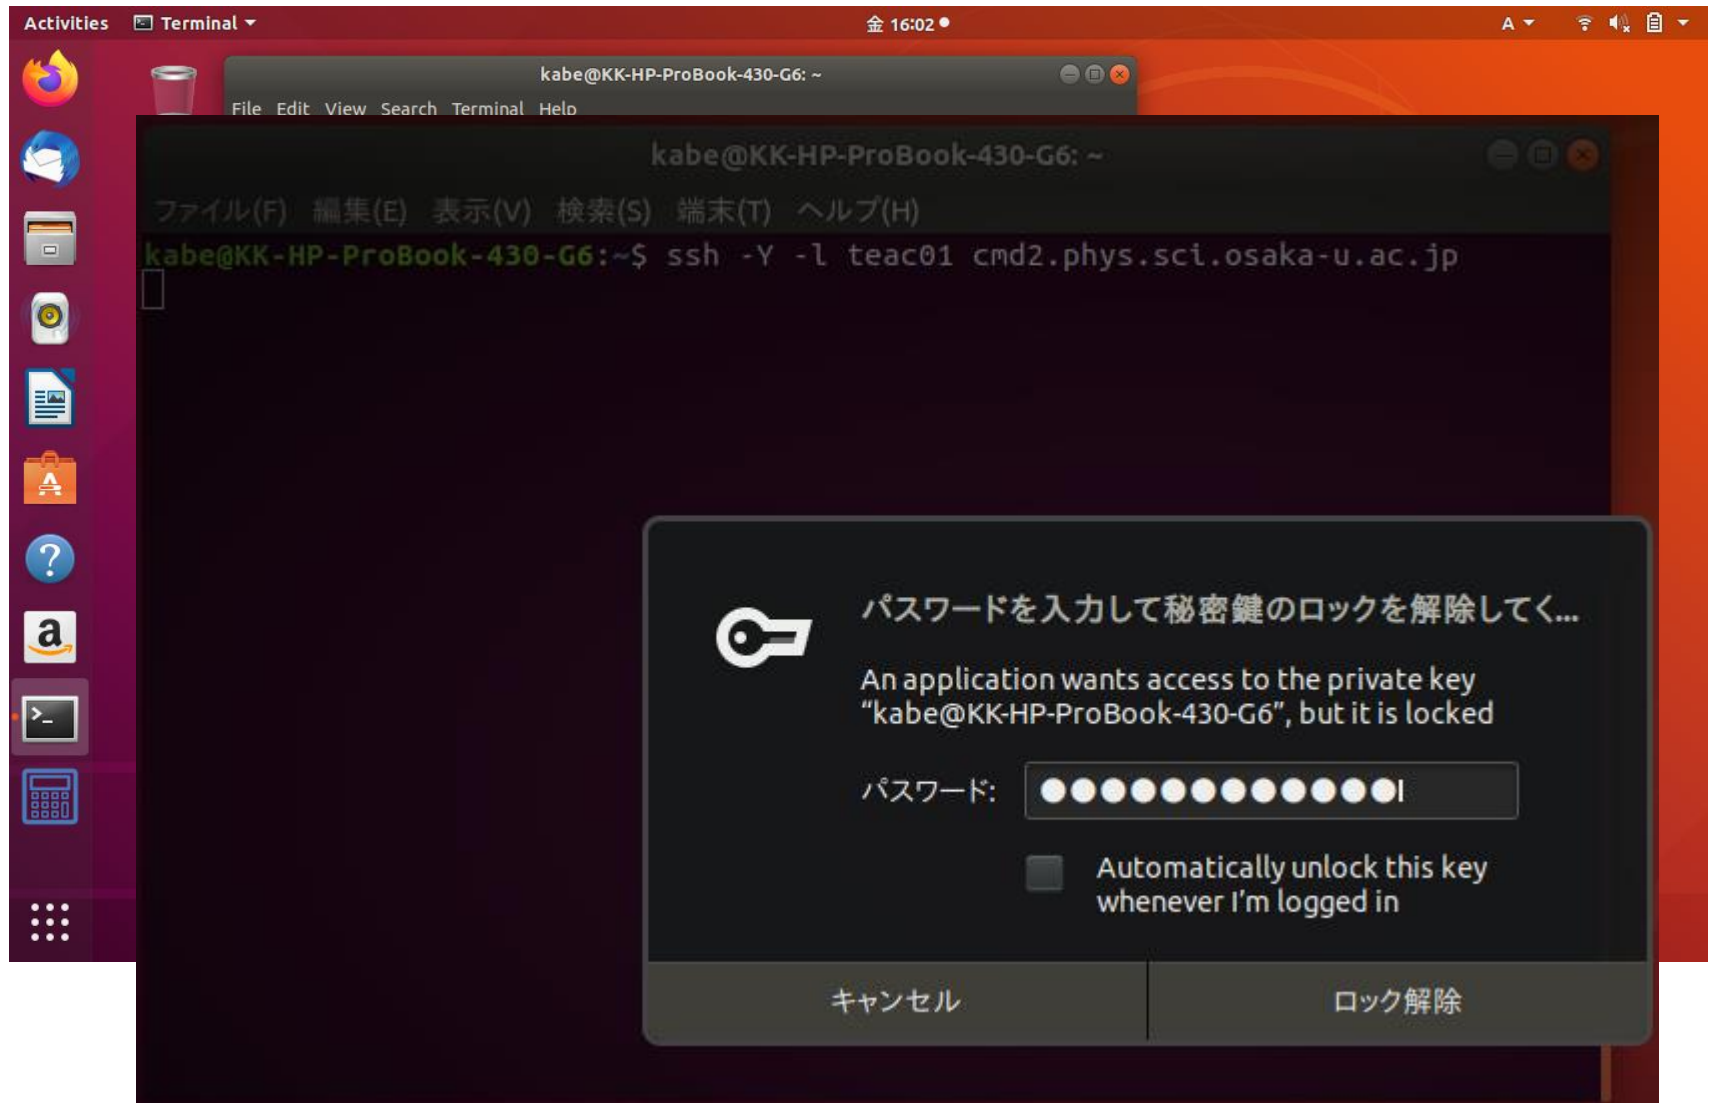 Activities Terminal 金 16:02 A
kabe@KK-HP-ProBook-430-G6: ~
File Edit View Search Terminal Help
kabe@KK-HP-ProBook-430-G6: ~
ファイル(F) 編集(E) 表示(V) 検索(S) 端末(T) ヘルプ(H)
kabe@KK-HP-ProBook-430-G6:~$ ssh -Y -l teac01 cmd2.phys.sci.osaka-u.ac.jp
パスワードを入力して秘密鍵のロックを解除してく...
An application wants access to the private key
“kabe@KK-HP-ProBook-430-G6”, but it is locked
パスワード: ●●●●●●●●●●●●
Automatically unlock this key
whenever I’m logged in
キャンセル ロック解除